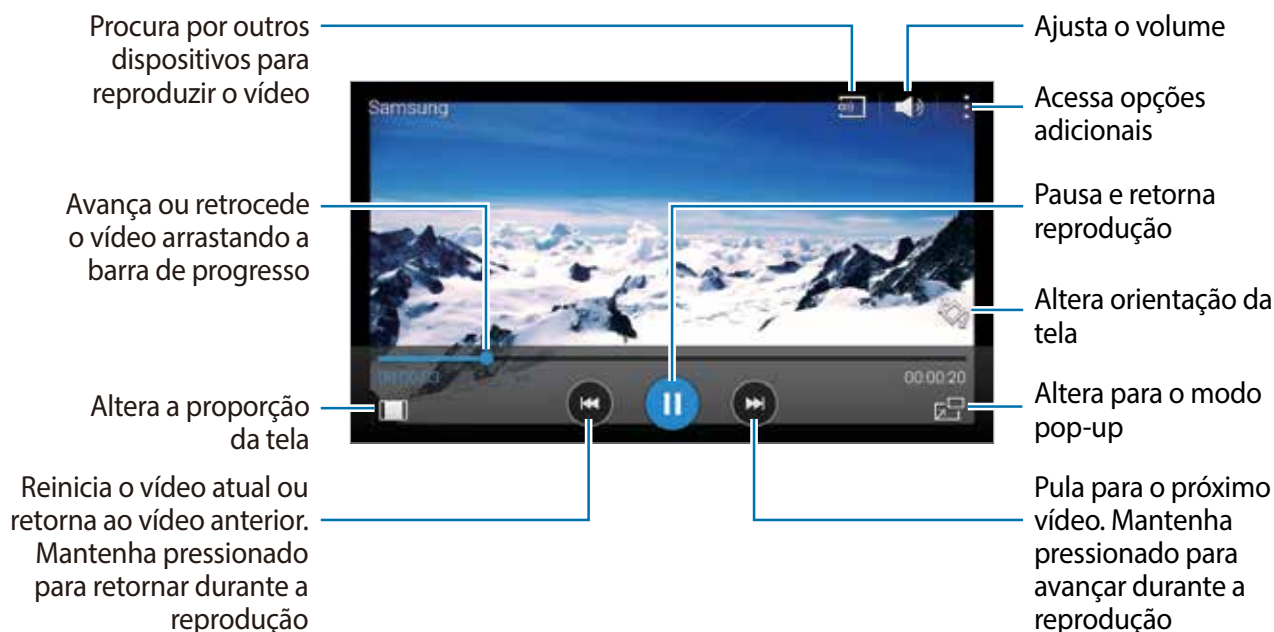 Procura por outros
dispositivos para
reproduzir o vídeo
Ajusta o volume
Samsung
Acessa opções
adicionais
Avança ou retrocede
o vídeo arrastando a
barra de progresso
Pausa e retorna
reprodução
Altera orientação da
tela
00:00:03
00:00:20
Altera a proporção
da tela
Altera para o modo
pop-up
Reinicia o vídeo atual ou
retorna ao vídeo anterior.
Mantenha pressionado
para retornar durante a
reprodução
Pula para o próximo
vídeo. Mantenha
pressionado para
avançar durante a
reprodução